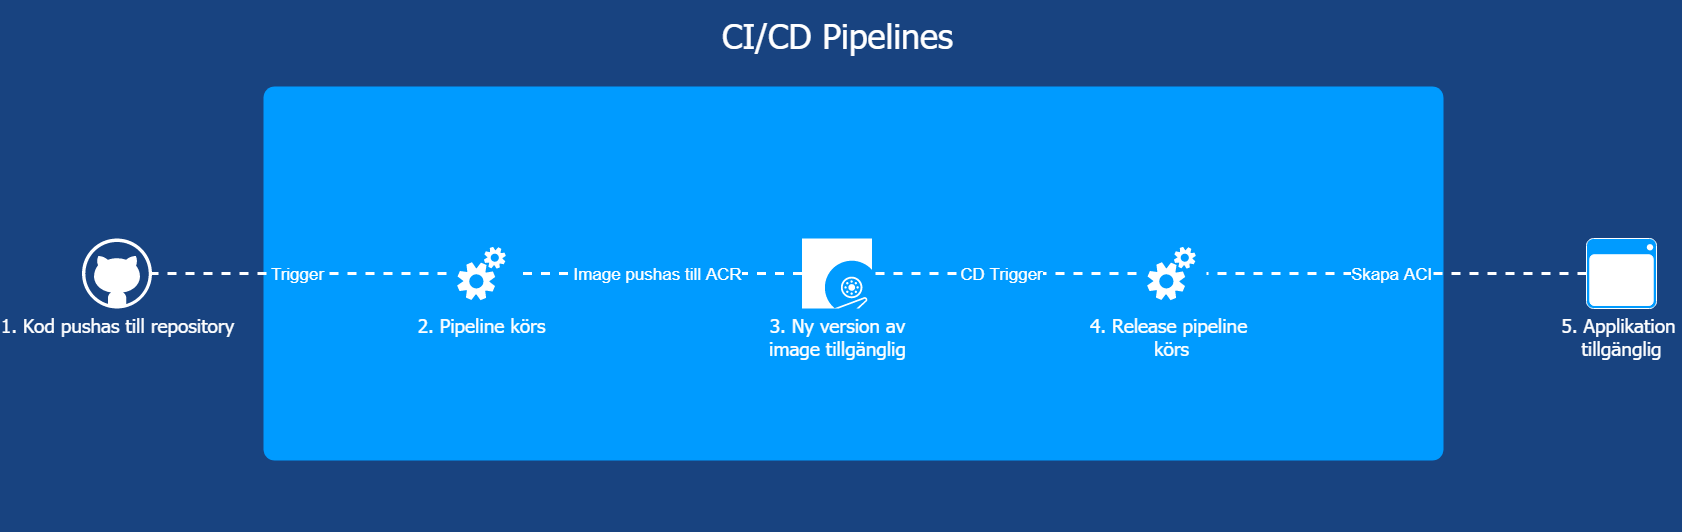 CI/CD Pipelines
Trigger
Image pushas till ACR
CD Trigger
Skapa ACI
1. Kod pushas till repository
2. Pipeline körs
3. Ny version av
image tillgänglig
4. Release pipeline
körs
5. Applikation
tillgänglig